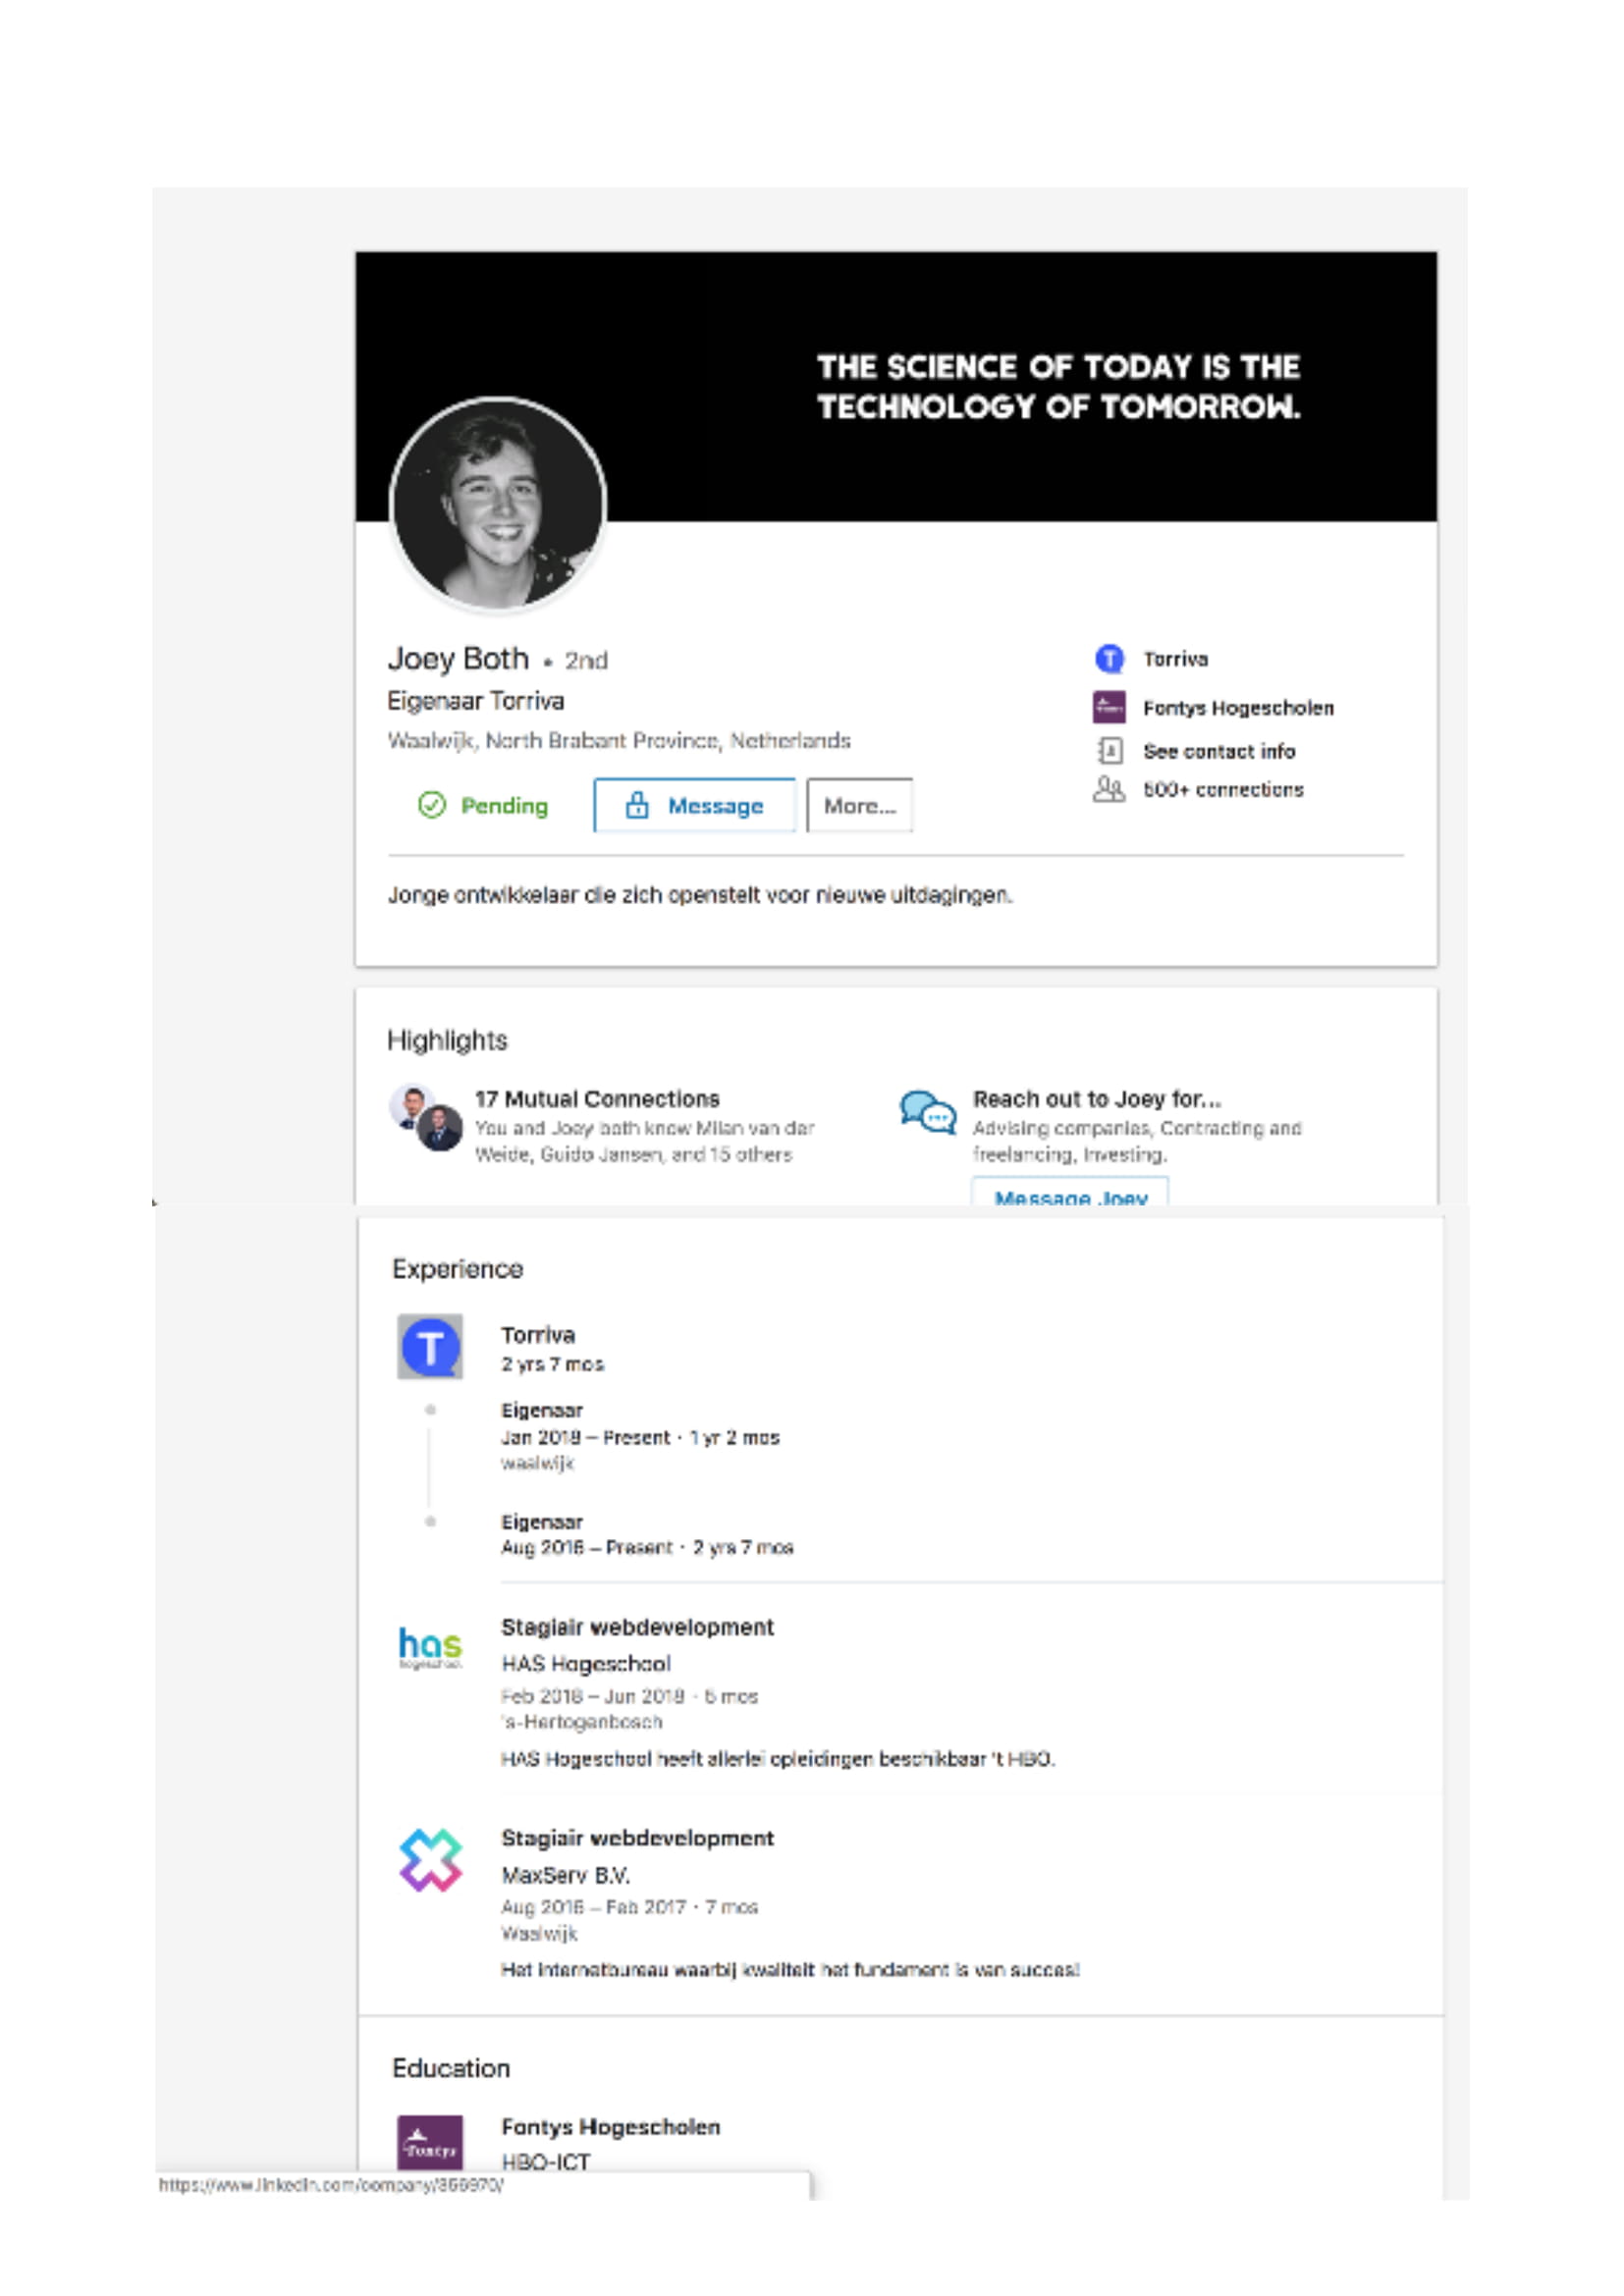 THE SCIENCE OF TODAY IS THE
TECHNOLOGY OF TOMORROW.
Joey Both • 2nd
Eigenaar Torriva
Waalwijk, North Brabant Province, Netherlands
Pending
Message
More...
T Torriva
Fontys Hogescholen
See contact info
500+ connections
Jonge ontwikkelaar die zich openstelt voor nieuwe uitdagingen.
Highlights
17 Mutual Connections
You and Joey both know Milan van der
Weide, Guido Jansen, and 15 others
Reach out to Joey for...
Advising companies, Contracting and
freelancing, Investing.
Message Joey
Experience
T
Torriva
2 yrs 7 mos
Eigenaar
Jan 2018 – Present · 1 yr 2 mos
waalwijk
Eigenaar
Aug 2016 – Present · 2 yrs 7 mos
has
hogeschool
Stagiair webdevelopment
HAS Hogeschool
Feb 2018 – Jun 2018 · 5 mos
's-Hertogenbosch
HAS Hogeschool heeft allerlei opleidingen beschikbaar 't HBO.
Stagiair webdevelopment
MaxServ B.V.
Aug 2016 – Feb 2017 · 7 mos
Waalwijk
Het internetbureau waarbij kwaliteit het fundament is van succes!
Education
Fontys
Fontys Hogescholen
HBO-ICT